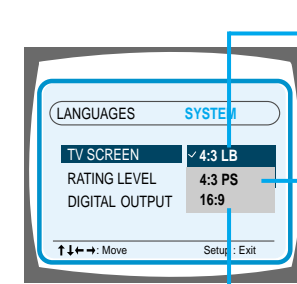 LANGUAGES SYSTEM
TV SCREEN ✓ 4:3 LB
RATING LEVEL 4:3 PS
DIGITAL OUTPUT 16:9
↑↓←→: Move Setup : Exit